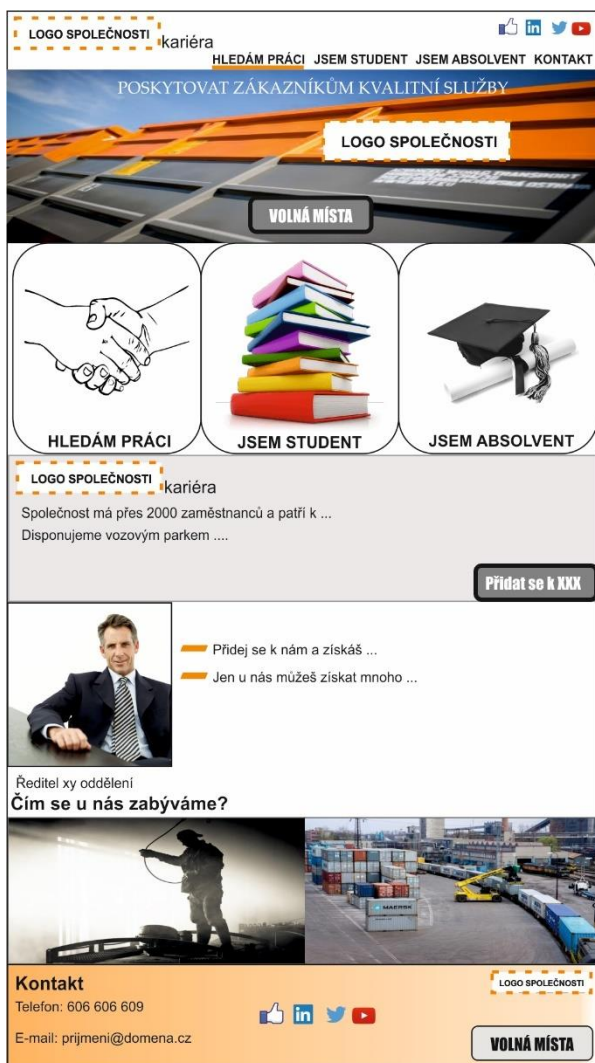 LOGO SPOLEČNOSTI kariéra
HLEDÁM PRÁCI JSEM STUDENT JSEM ABSOLVENT KONTAKT
POSKYTOVAT ZÁKAZNÍKŮM KVALITNÍ SLUŽBY
LOGO SPOLEČNOSTI
VOLNÁ MÍSTA
HLEDÁM PRÁCI JSEM STUDENT JSEM ABSOLVENT
LOGO SPOLEČNOSTI kariéra
Společnost má přes 2000 zaměstnanců a patří k ...
Disponujeme vozovým parkem ....
Přidat se k XXX
Přidej se k nám a získáš ...
Jen u nás můžeš získat mnoho ...
Ředitel xy oddělení
Čím se u nás zabýváme?
MAERSK
Kontakt
LOGO SPOLEČNOSTI
Telefon: 606 606 609
E-mail: prijmeni@domena.cz
VOLNÁ MÍSTA